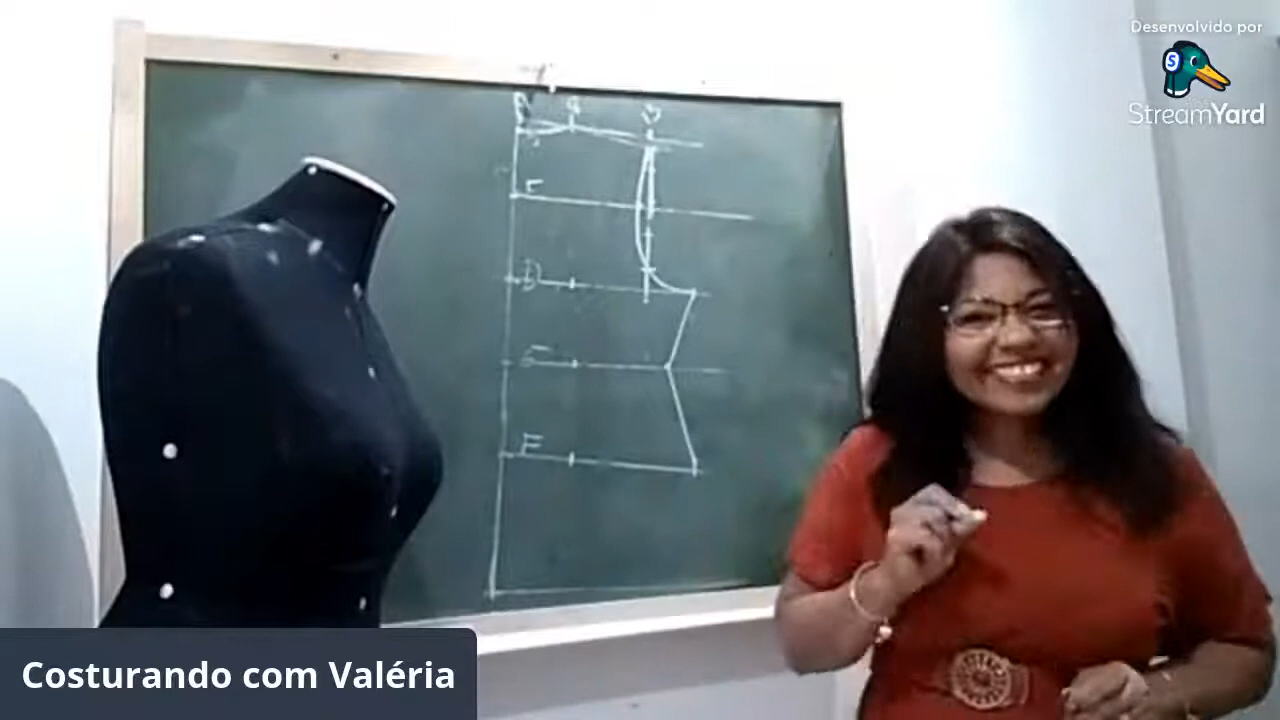 Desenvolvido por
S
StreamYard
D
F
Costurando com Valéria